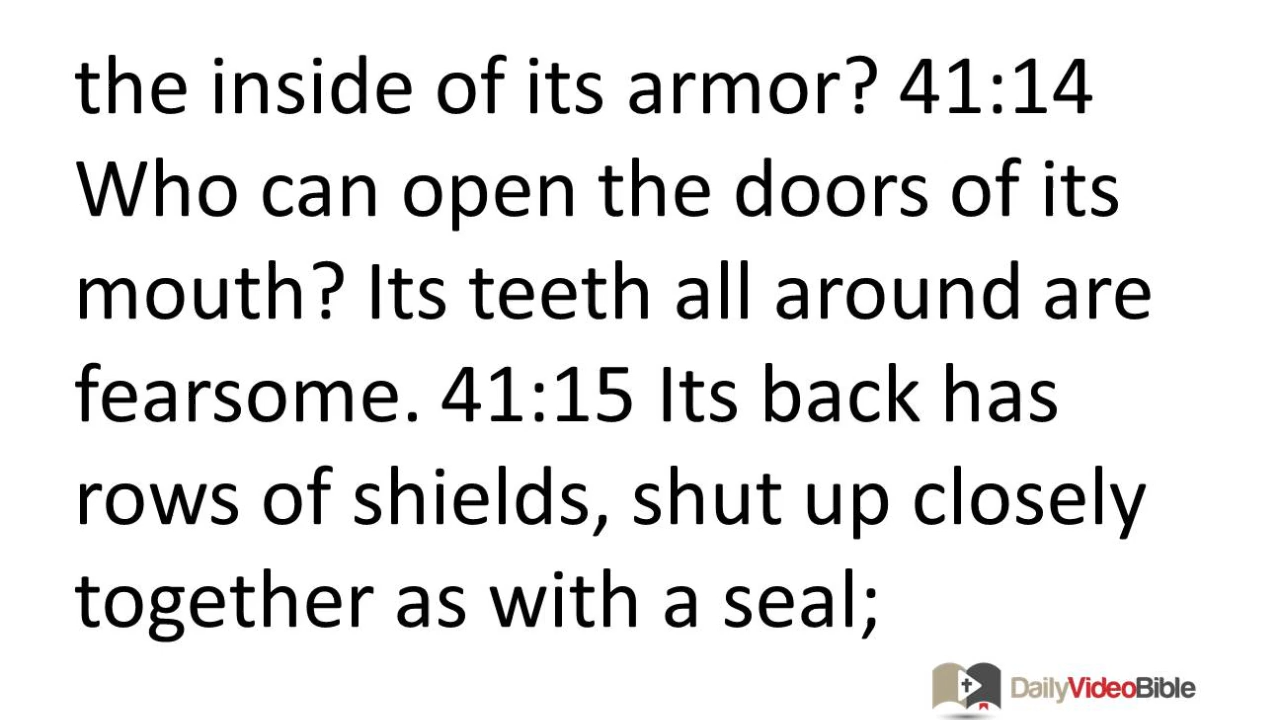 the inside of its armor? 41:14
Who can open the doors of its
mouth? Its teeth all around are
fearsome. 41:15 Its back has
rows of shields, shut up closely
together as with a seal;
DailyVideoBible